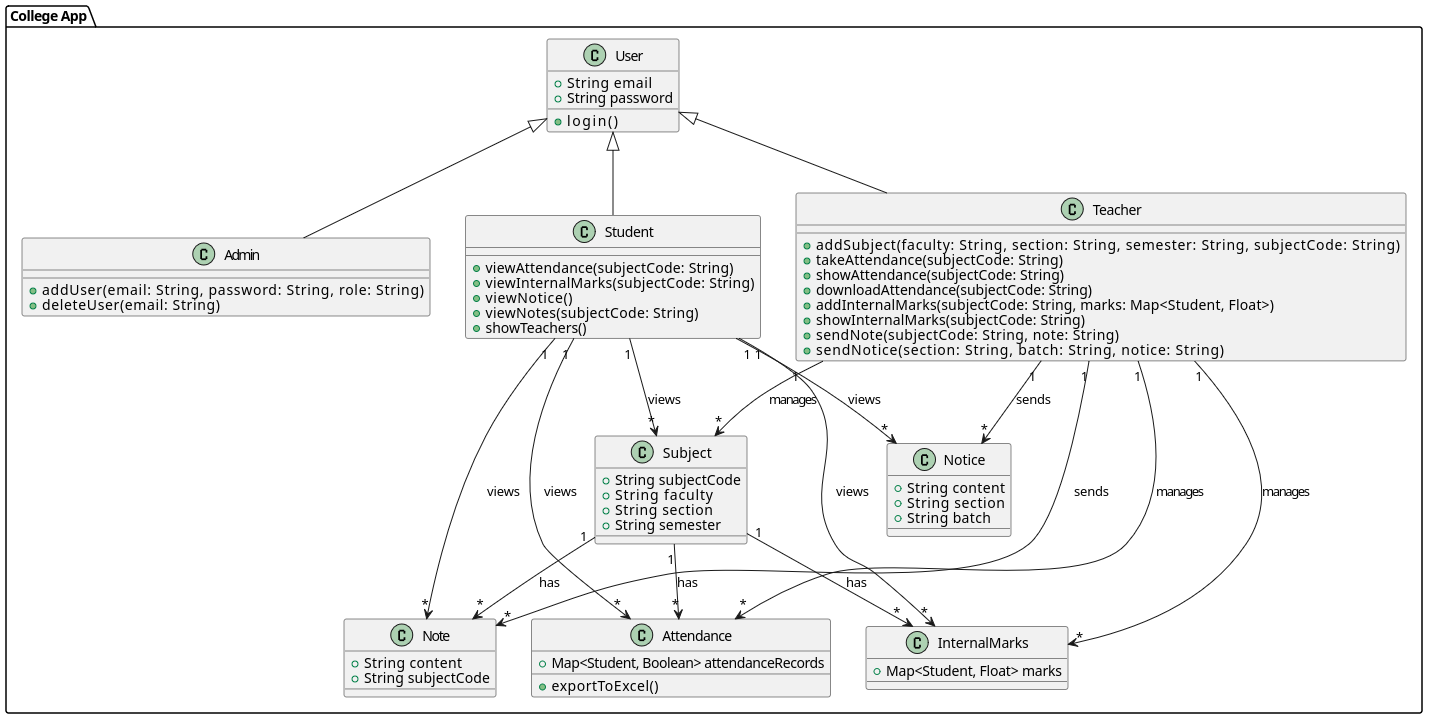 College App
C User
String email
String password
login()
C Admin
addUser(email: String, password: String, role: String)
deleteUser(email: String)
C Student
viewAttendance(subjectCode: String)
viewInternalMarks(subjectCode: String)
viewNotice()
viewNotes(subjectCode: String)
showTeachers()
C Teacher
addSubject(faculty: String, section: String, semester: String, subjectCode: String)
takeAttendance(subjectCode: String)
showAttendance(subjectCode: String)
downloadAttendance(subjectCode: String)
addInternalMarks(subjectCode: String, marks: Map<Student, Float>)
showInternalMarks(subjectCode: String)
sendNote(subjectCode: String, note: String)
sendNotice(section: String, batch: String, notice: String)
1 1 1 1 1 1 1 1 1 1
views manages views sends
* * * *
C Subject
String subjectCode
String faculty
String section
String semester
C Notice
String content
String section
String batch
views views views sends manages manages
1 1 1
has has has
* * * * * * * * *
C Note
String content
String subjectCode
C Attendance
Map<Student, Boolean> attendanceRecords
exportToExcel()
C InternalMarks
Map<Student, Float> marks